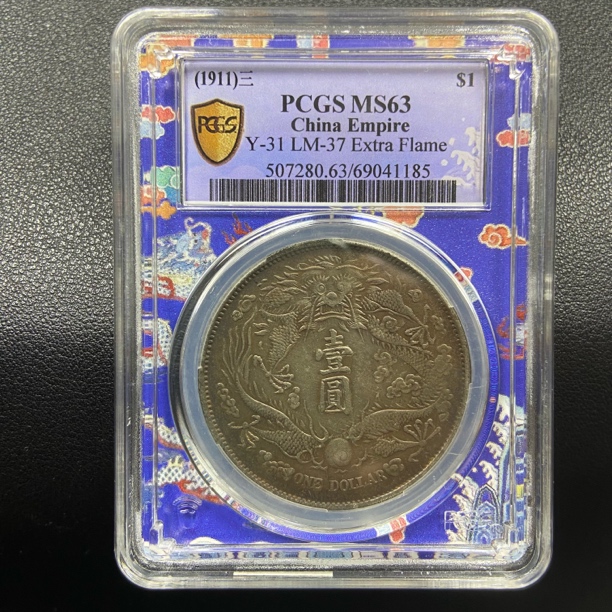 (1911)三 $1
PCGS MS63
China Empire
Y-31 LM-37 Extra Flame
507280.63/69041185
PCGS
壹
圓
ONE DOLLAR